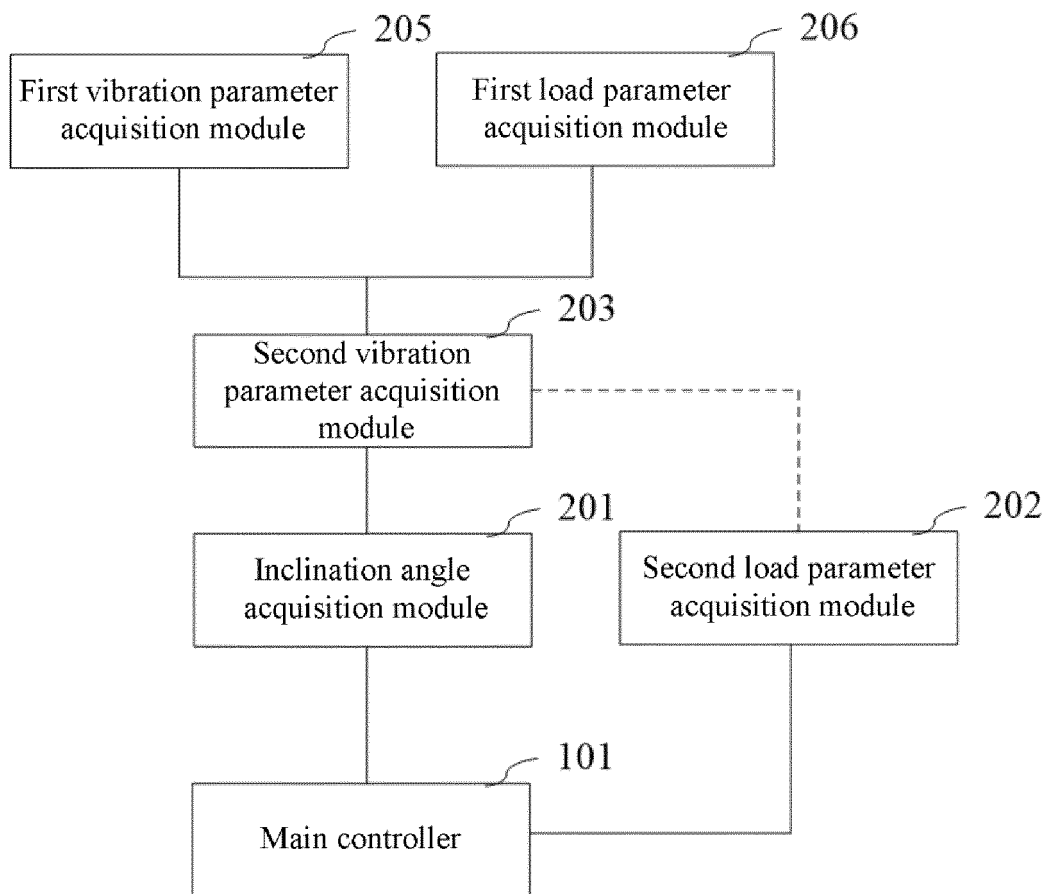 205
206
First vibration parameter
acquisition module
First load parameter
acquisition module
203
Second vibration
parameter acquisition
module
201
202
Inclination angle
acquisition module
Second load parameter
acquisition module
101
Main controller